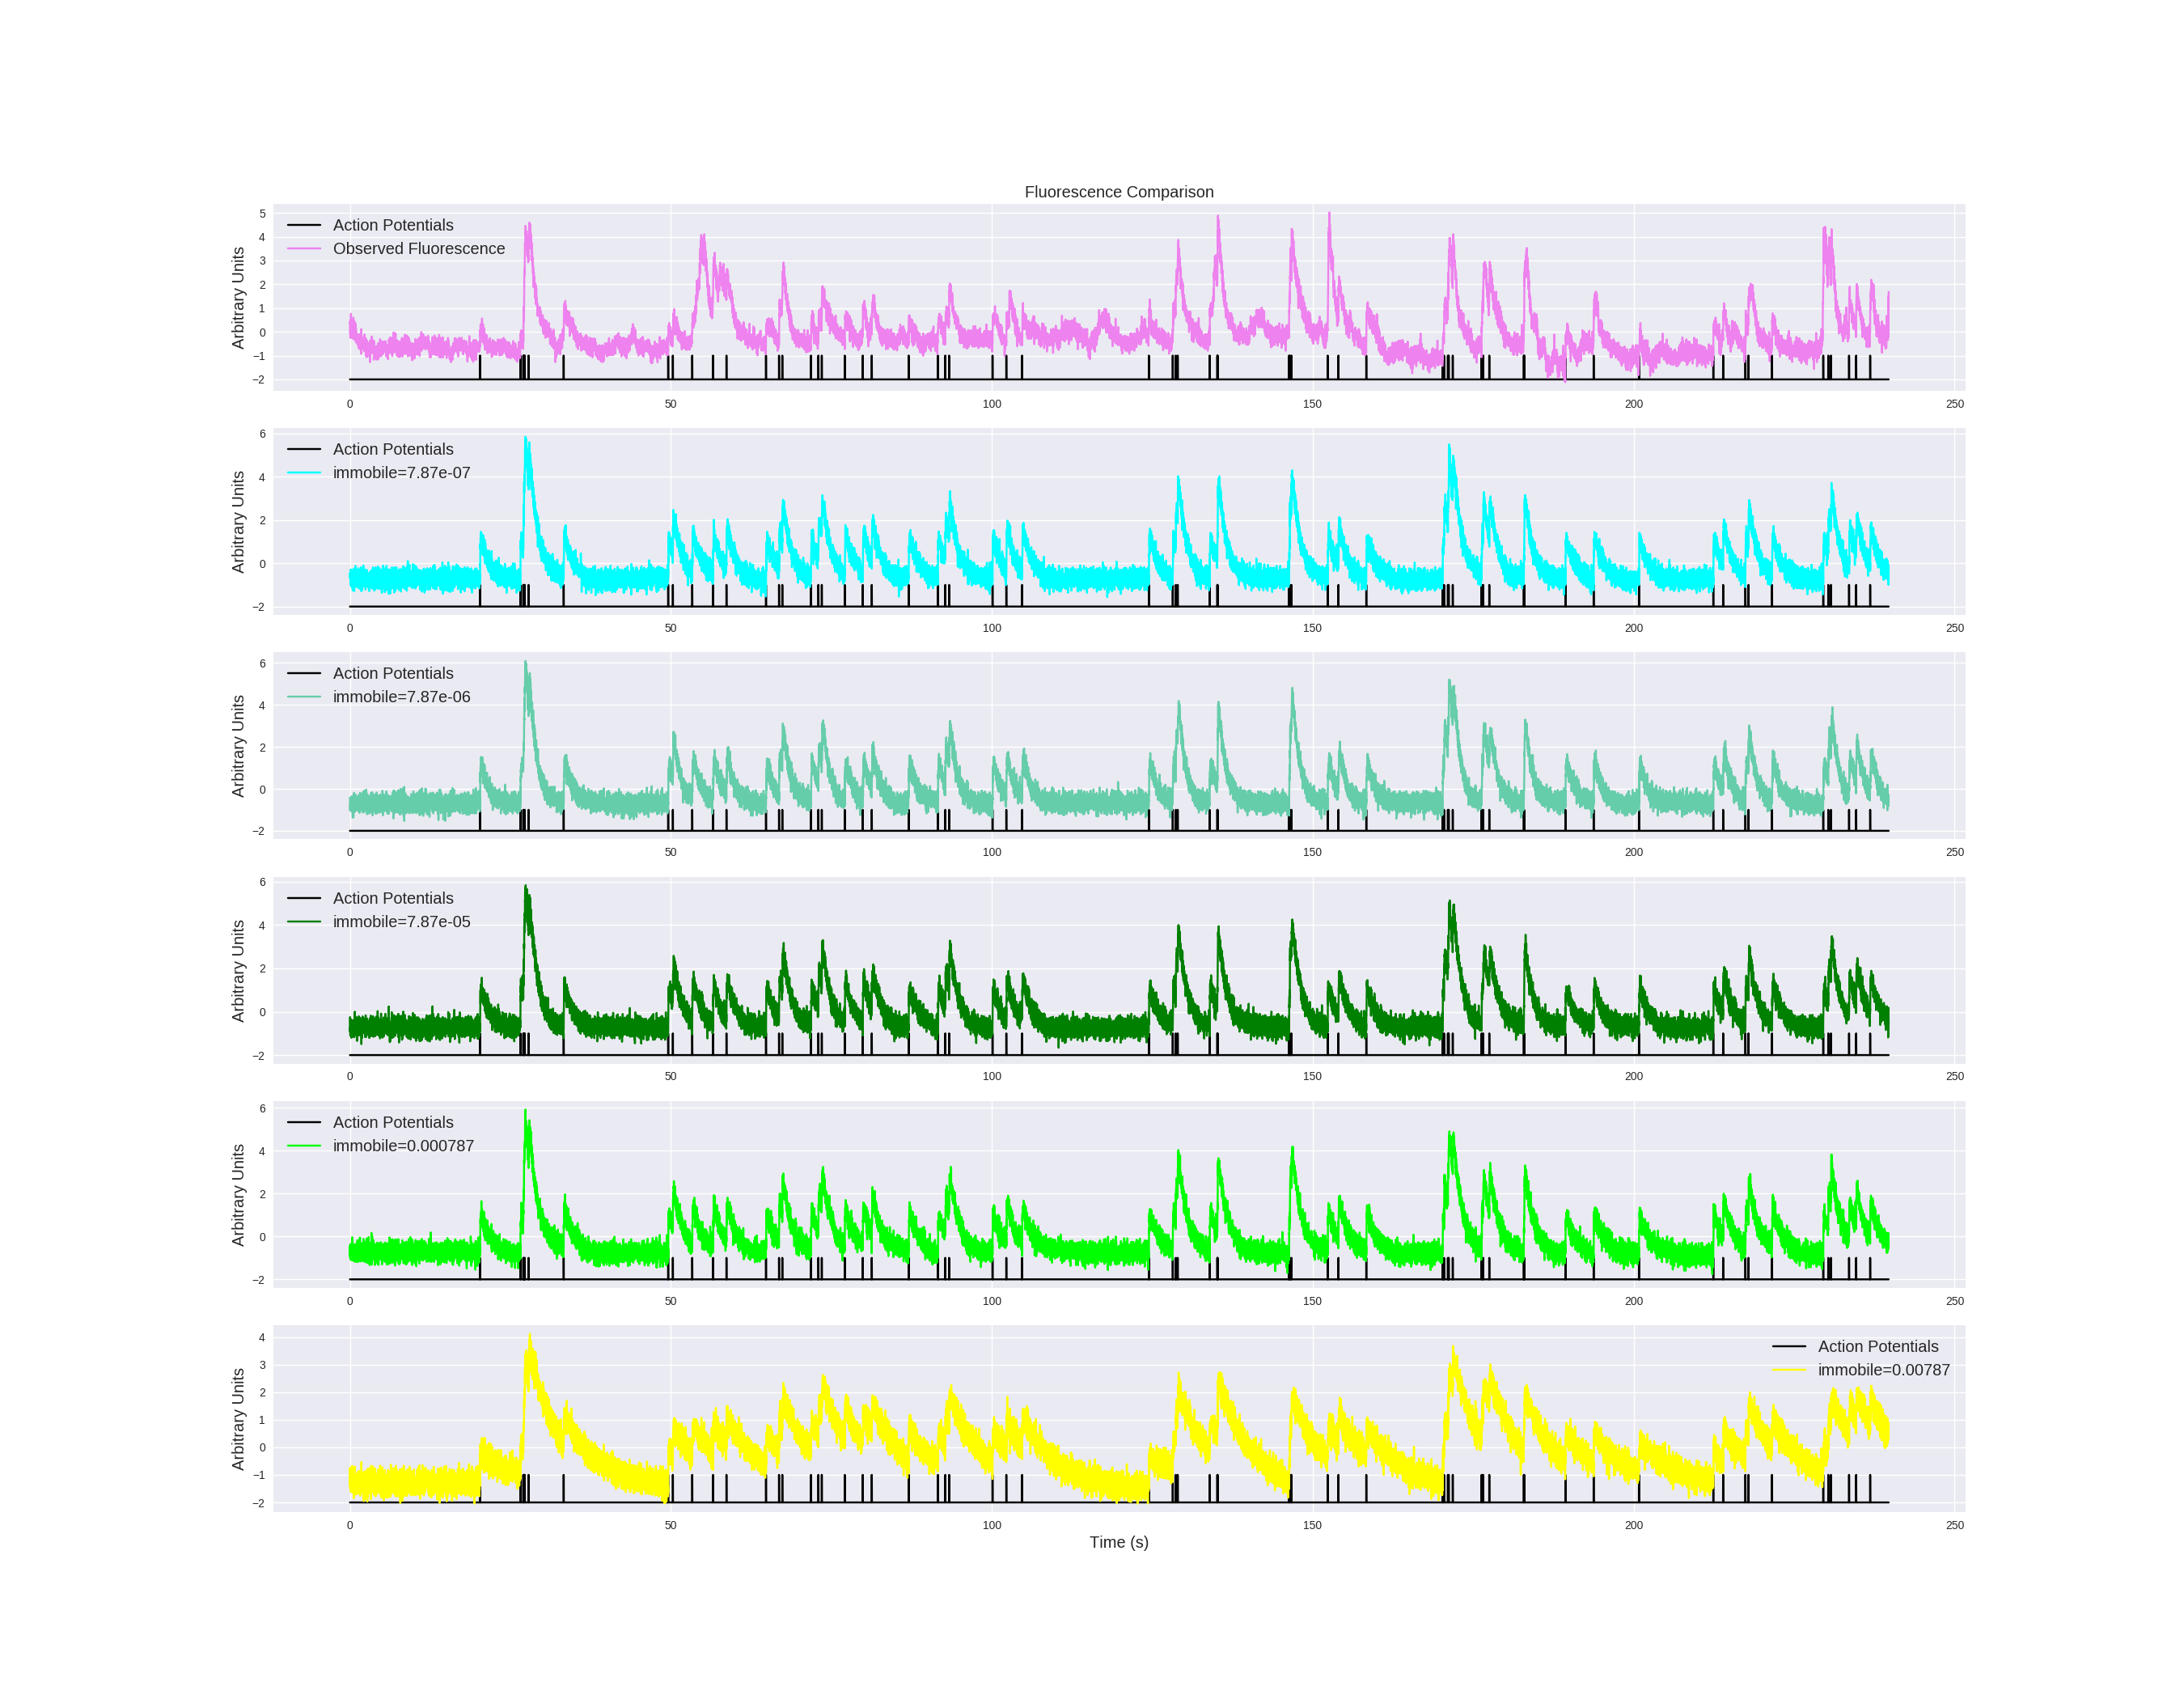 Fluorescence Comparison
Action Potentials
Observed Fluorescence
Arbitrary Units
5
4
3
2
1
0
−1
−2
0 50 100 150 200 250
Action Potentials
immobile=7.87e-07
Arbitrary Units
6
4
2
0
−2
0 50 100 150 200 250
Action Potentials
immobile=7.87e-06
Arbitrary Units
6
4
2
0
−2
0 50 100 150 200 250
Action Potentials
immobile=7.87e-05
Arbitrary Units
6
4
2
0
−2
0 50 100 150 200 250
Action Potentials
immobile=0.000787
Arbitrary Units
6
4
2
0
−2
0 50 100 150 200 250
Action Potentials
immobile=0.00787
Arbitrary Units
4
3
2
1
0
−1
−2
0 50 100 150 200 250
Time (s)